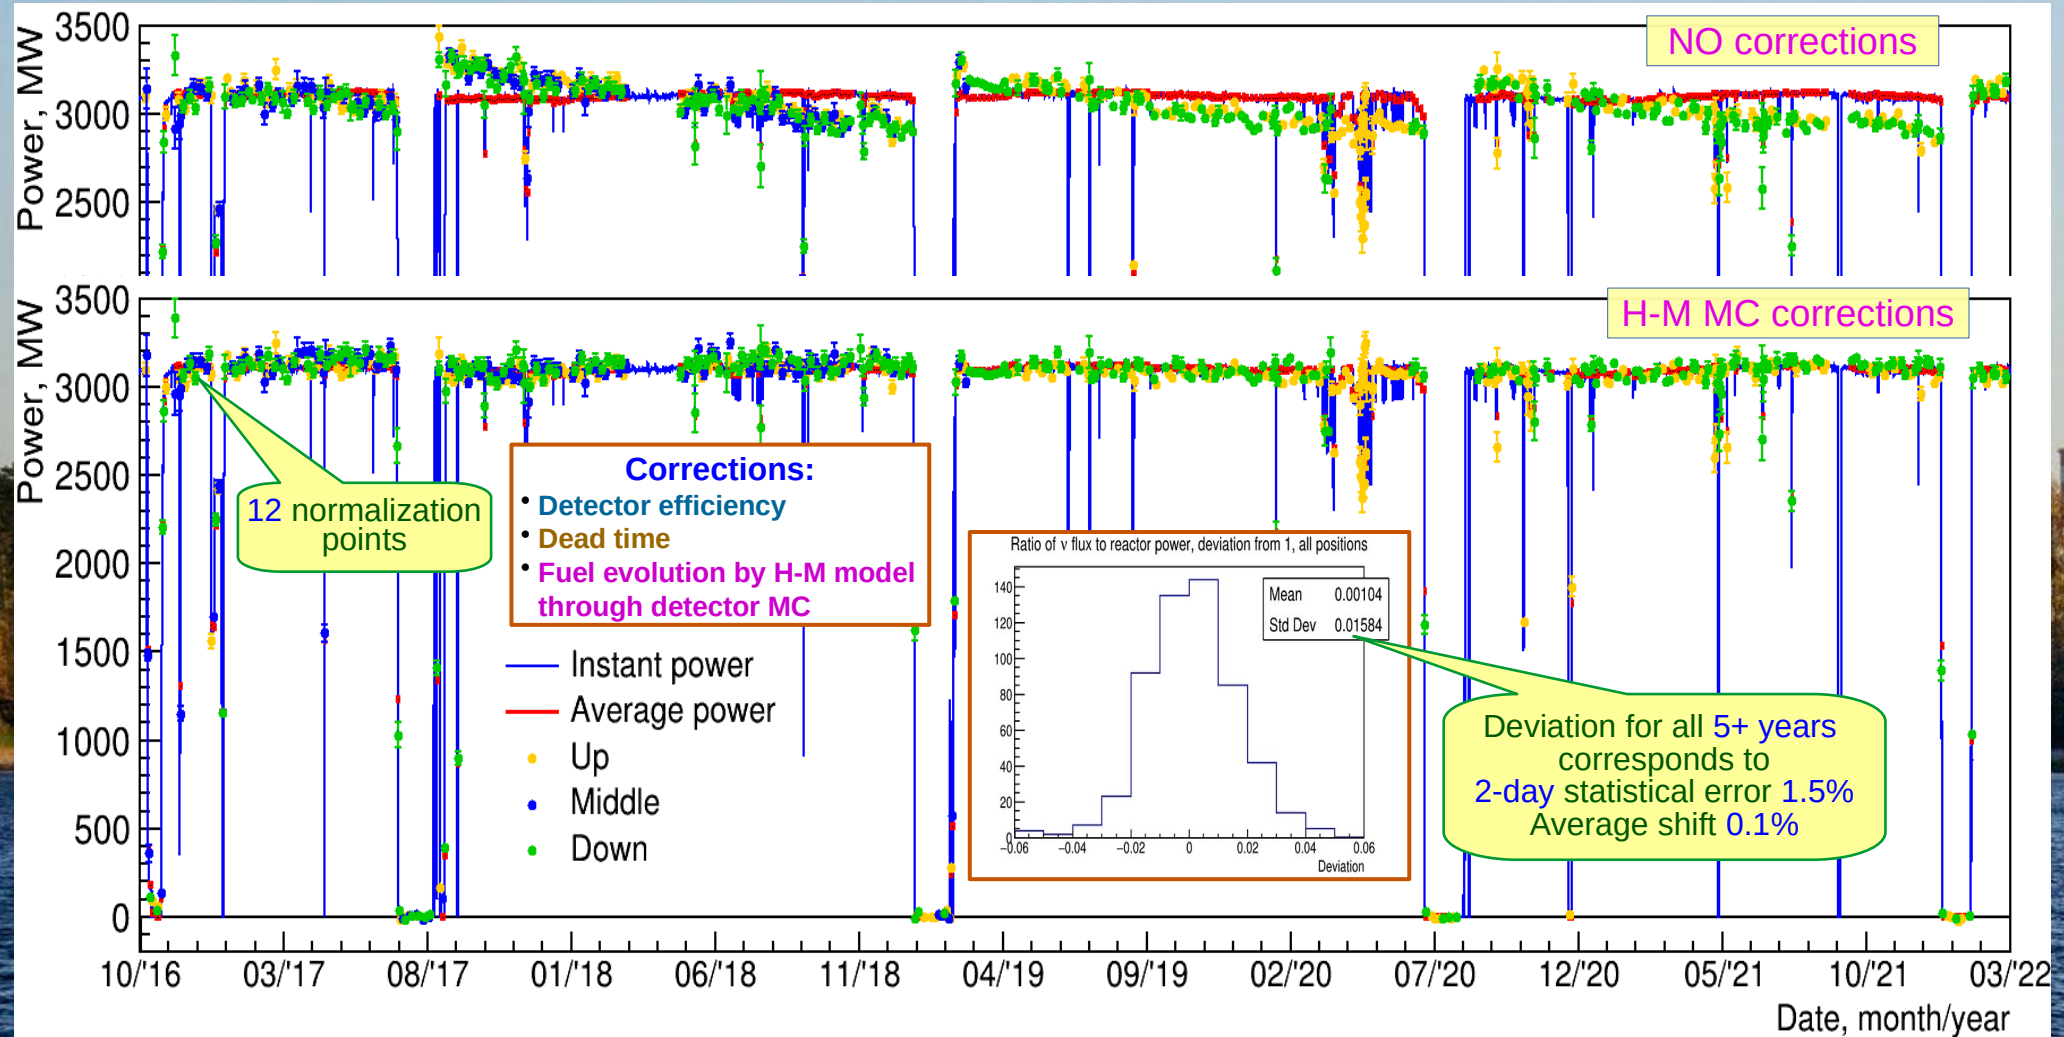 NO corrections
Power, MW
3500
3000
2500
H-M MC corrections
Power, MW
3500
3000
2500
2000
1500
1000
500
0
12 normalization
points
Corrections:
• Detector efficiency
• Dead time
• Fuel evolution by H-M model
through detector MC
Instant power
Average power
Up
Middle
Down
Ratio of ν flux to reactor power, deviation from 1, all positions
Mean 0.00104
Std Dev 0.01584
140
120
100
80
60
40
20
0
−0.06 −0.04 −0.02 0 0.02 0.04 0.06
Deviation
Deviation for all 5+ years
corresponds to
2-day statistical error 1.5%
Average shift 0.1%
10/'16 03/'17 08/'17 01/'18 06/'18 11/'18 04/'19 09/'19 02/'20 07/'20 12/'20 05/'21 10/'21 03/'22
Date, month/year